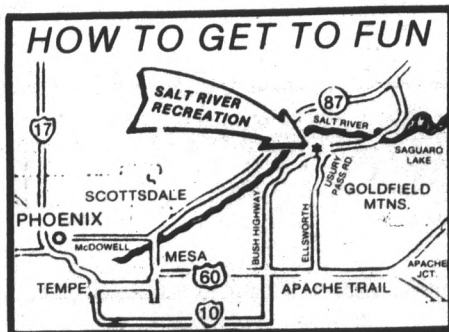 HOW TO GET TO FUN
SALT RIVER
RECREATION
87
SALT RIVER
17
SAGUARO
LAKE
USURY
PASS RD
GOLDFIELD
MTNS.
SCOTTSDALE
PHOENIX
McDOWELL
BUSH HIGHWAY
ELLSWORTH
MESA
60
APACHE
JCT.
TEMPE
APACHE TRAIL
10